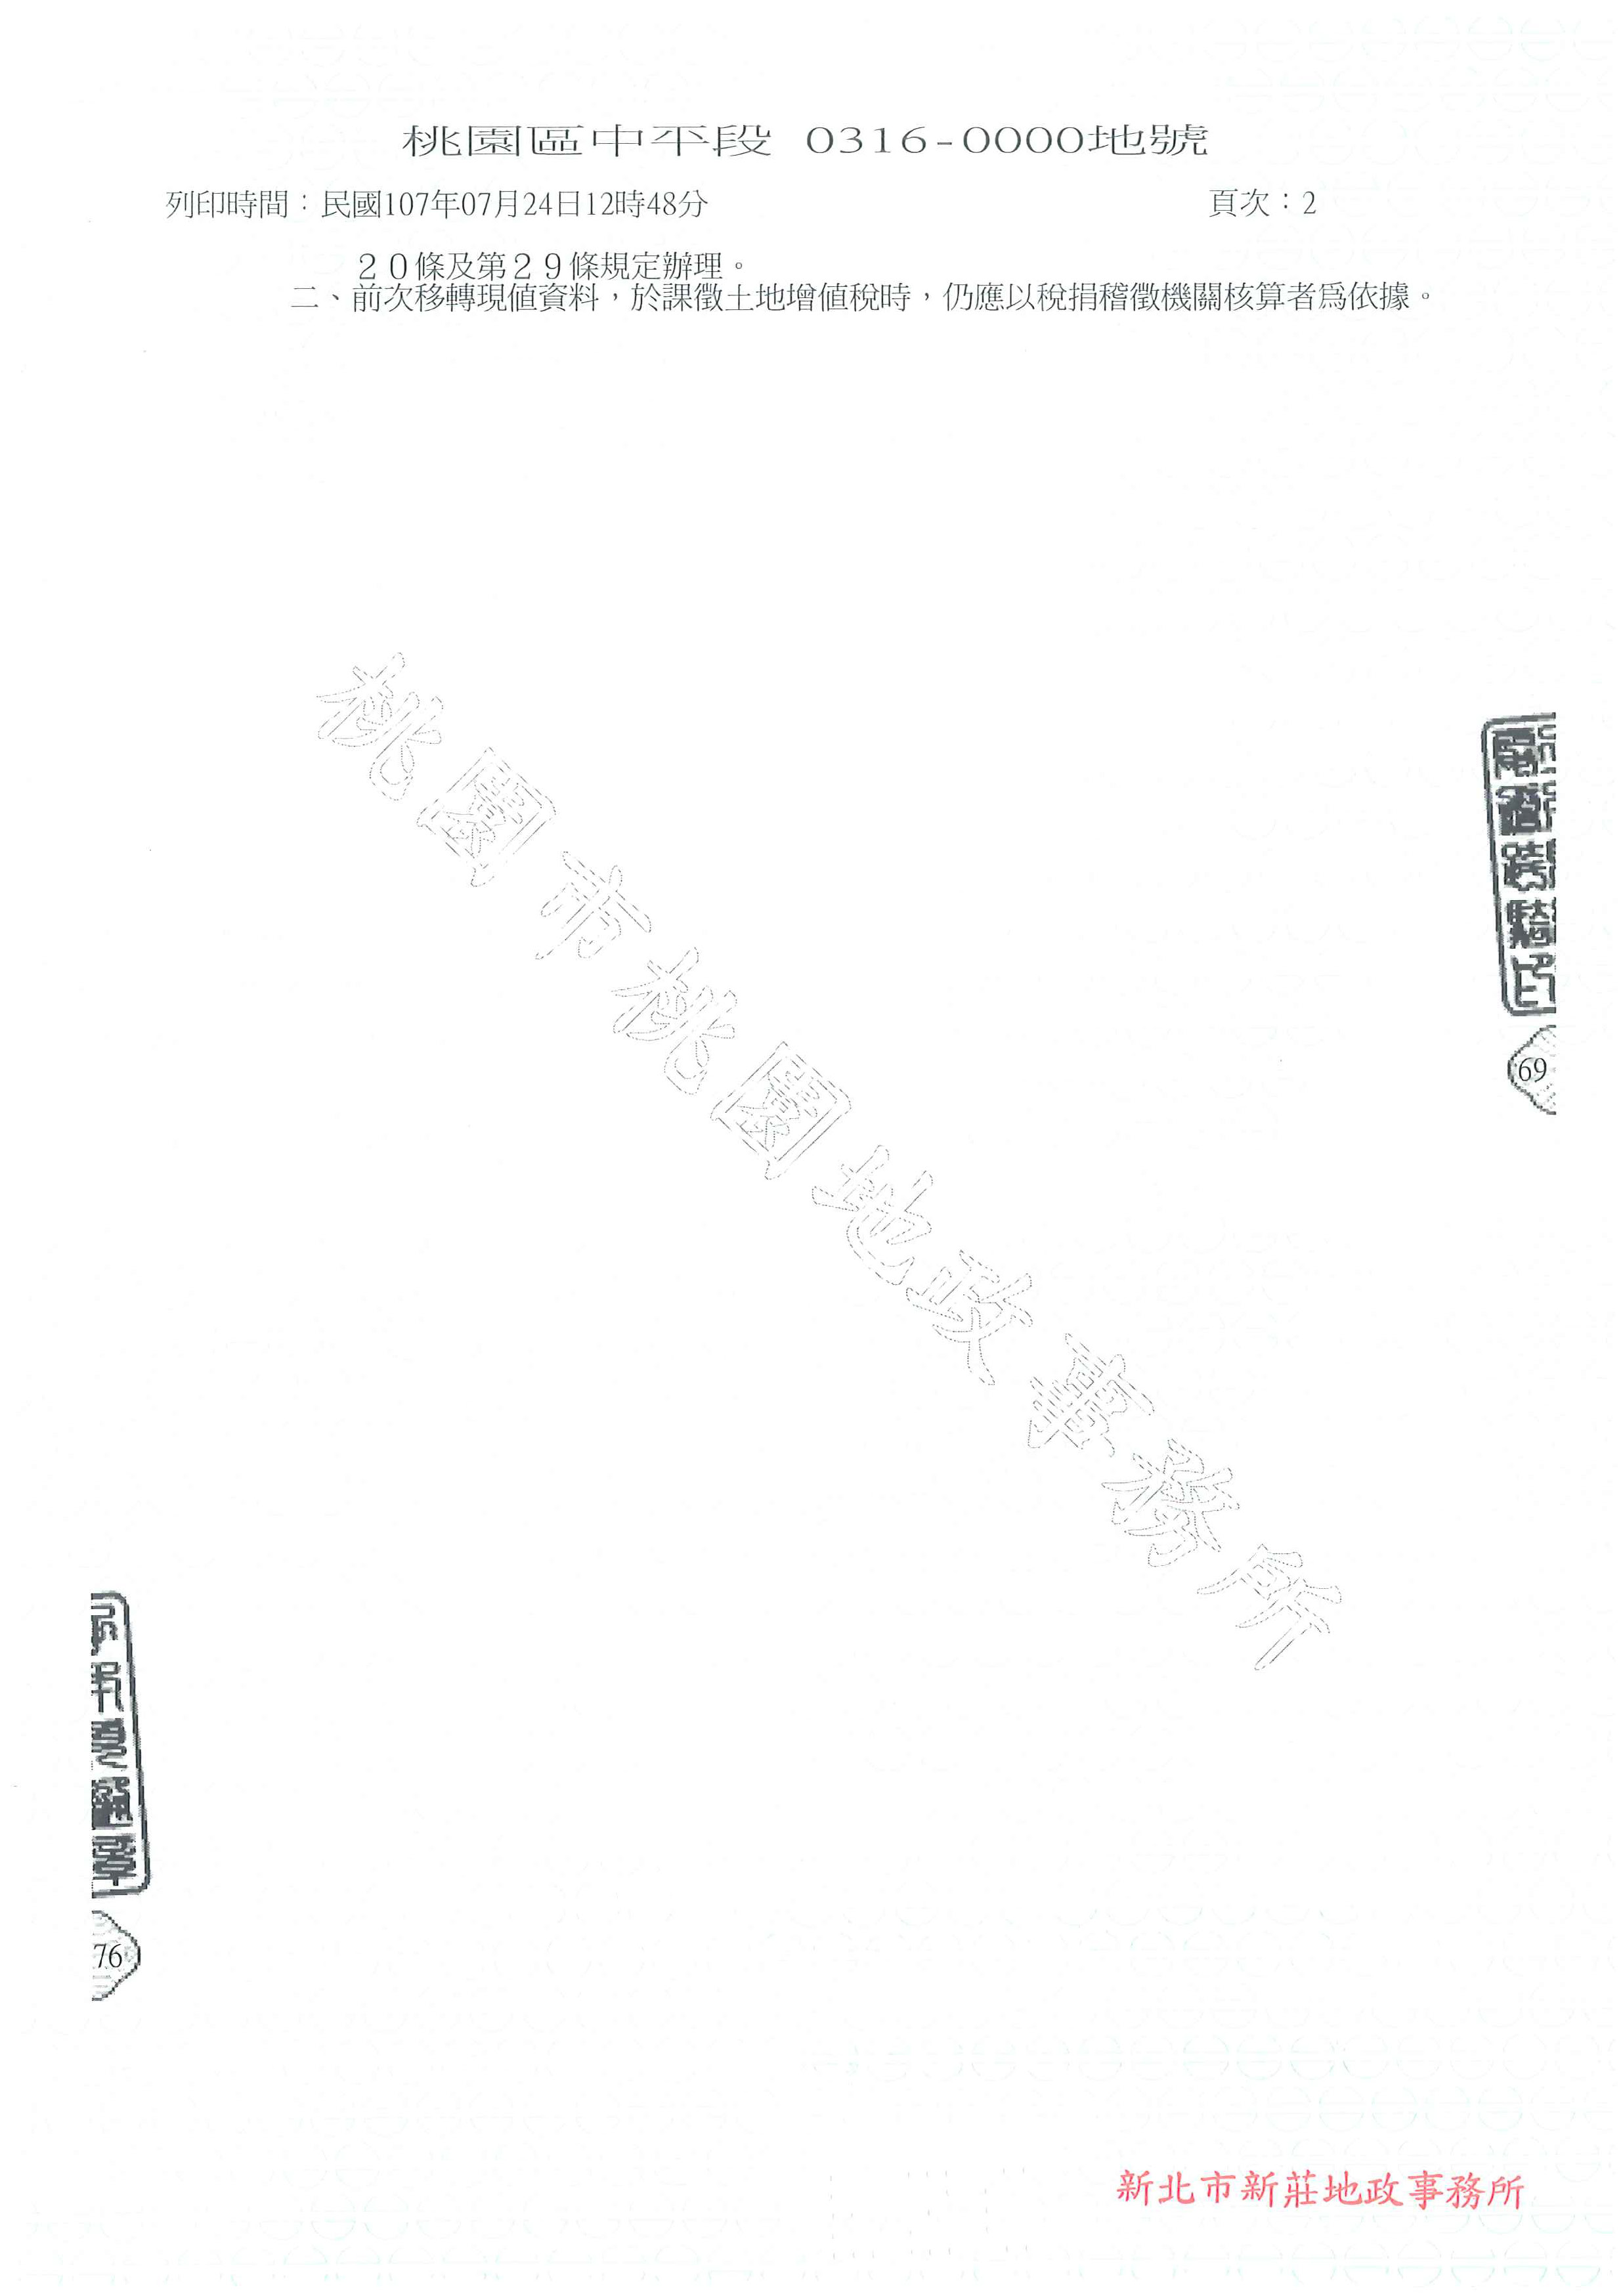 桃園區中平段 0316-0000地號
列印時間：民國107年07月24日12時48分
頁次：2
２０條及第２９條規定辦理。
二、前次移轉現值資料，於課徵土地增值稅時，仍應以稅捐稽徵機關核算者為依據。
桃園市桃園地政事務所
69
76
新北市新莊地政事務所